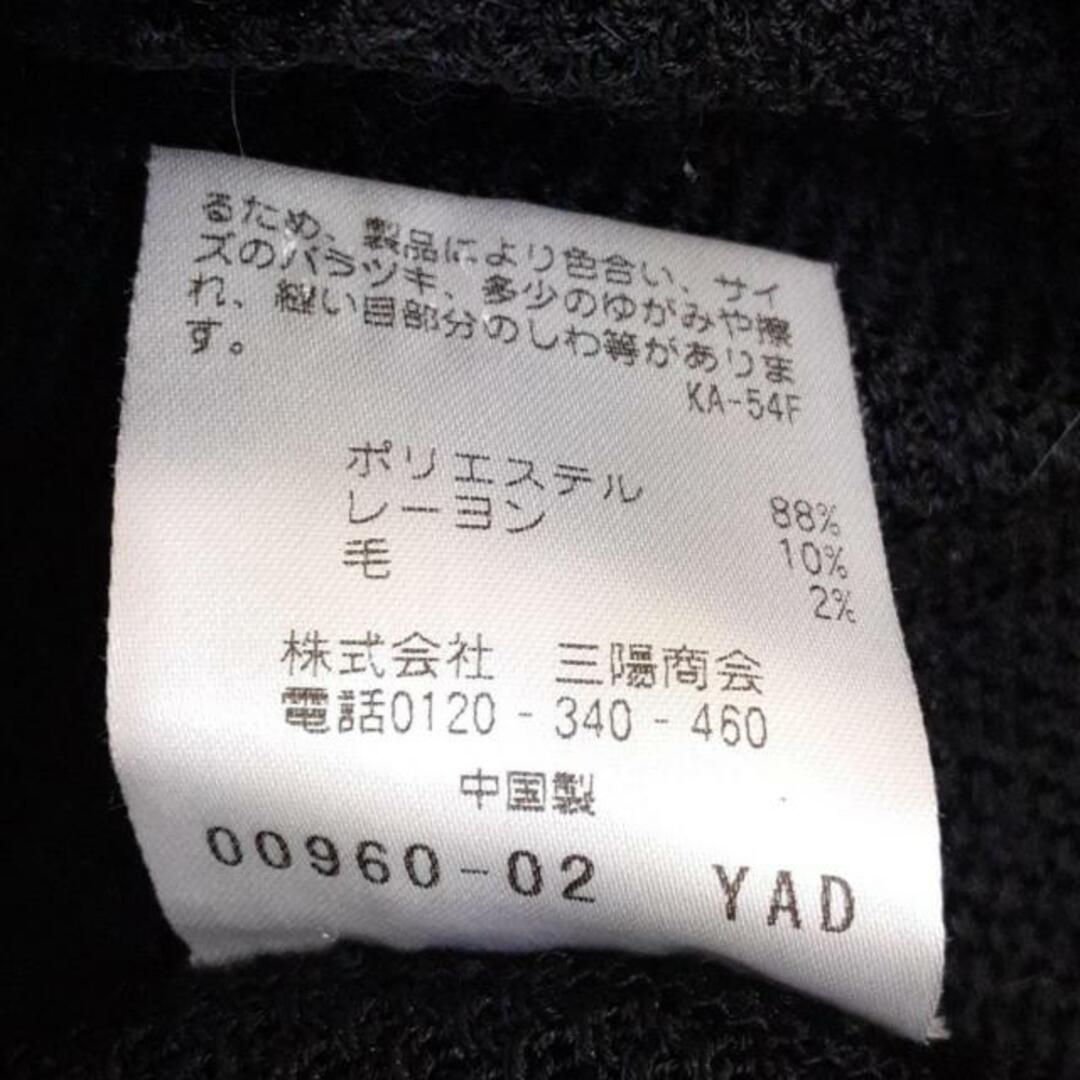 るため、製品により色合い、サイ
ズのバラツキ、多少のゆがみや擦
れ、縫い目部分のしわ等がありま
す。
KA-54F
ポリエステル 88%
レーヨン 10%
毛 2%
株式会社 三陽商会
電話0120-340-460
中国製
00960-02 YAD